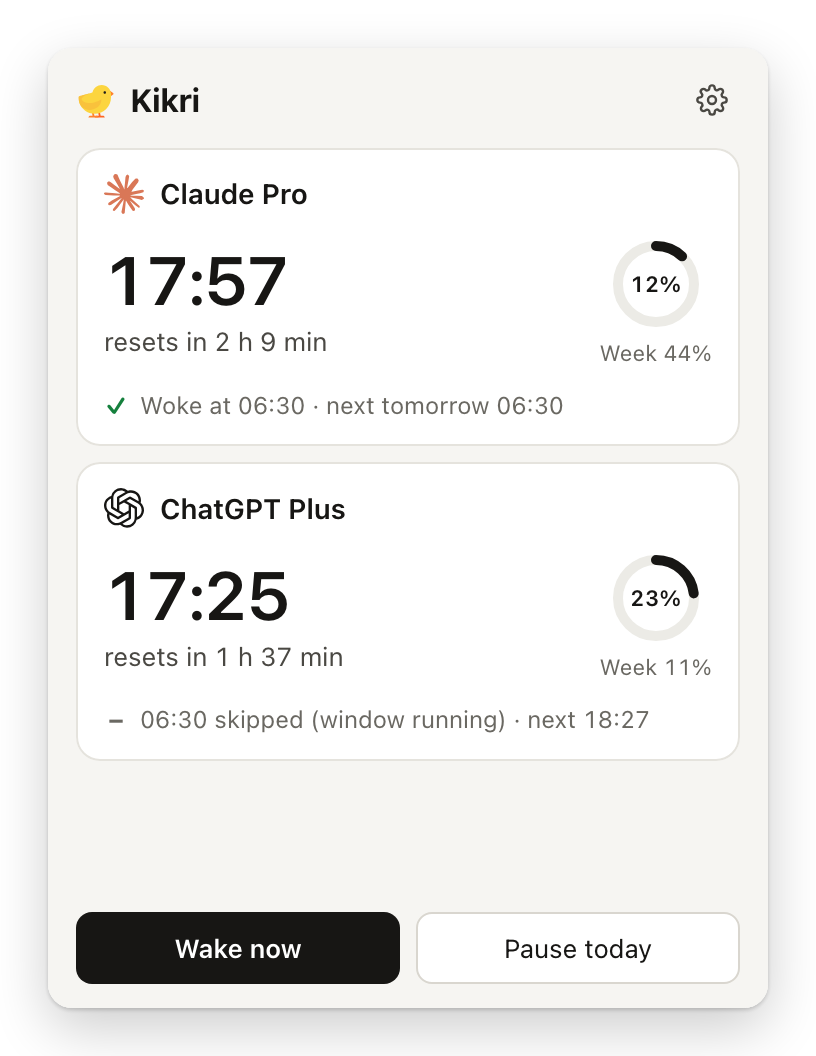 Kikri
Claude Pro
17:57
12%
resets in 2 h 9 min
Week 44%
Woke at 06:30 · next tomorrow 06:30
ChatGPT Plus
17:25
23%
resets in 1 h 37 min
Week 11%
06:30 skipped (window running) · next 18:27
Wake now
Pause today